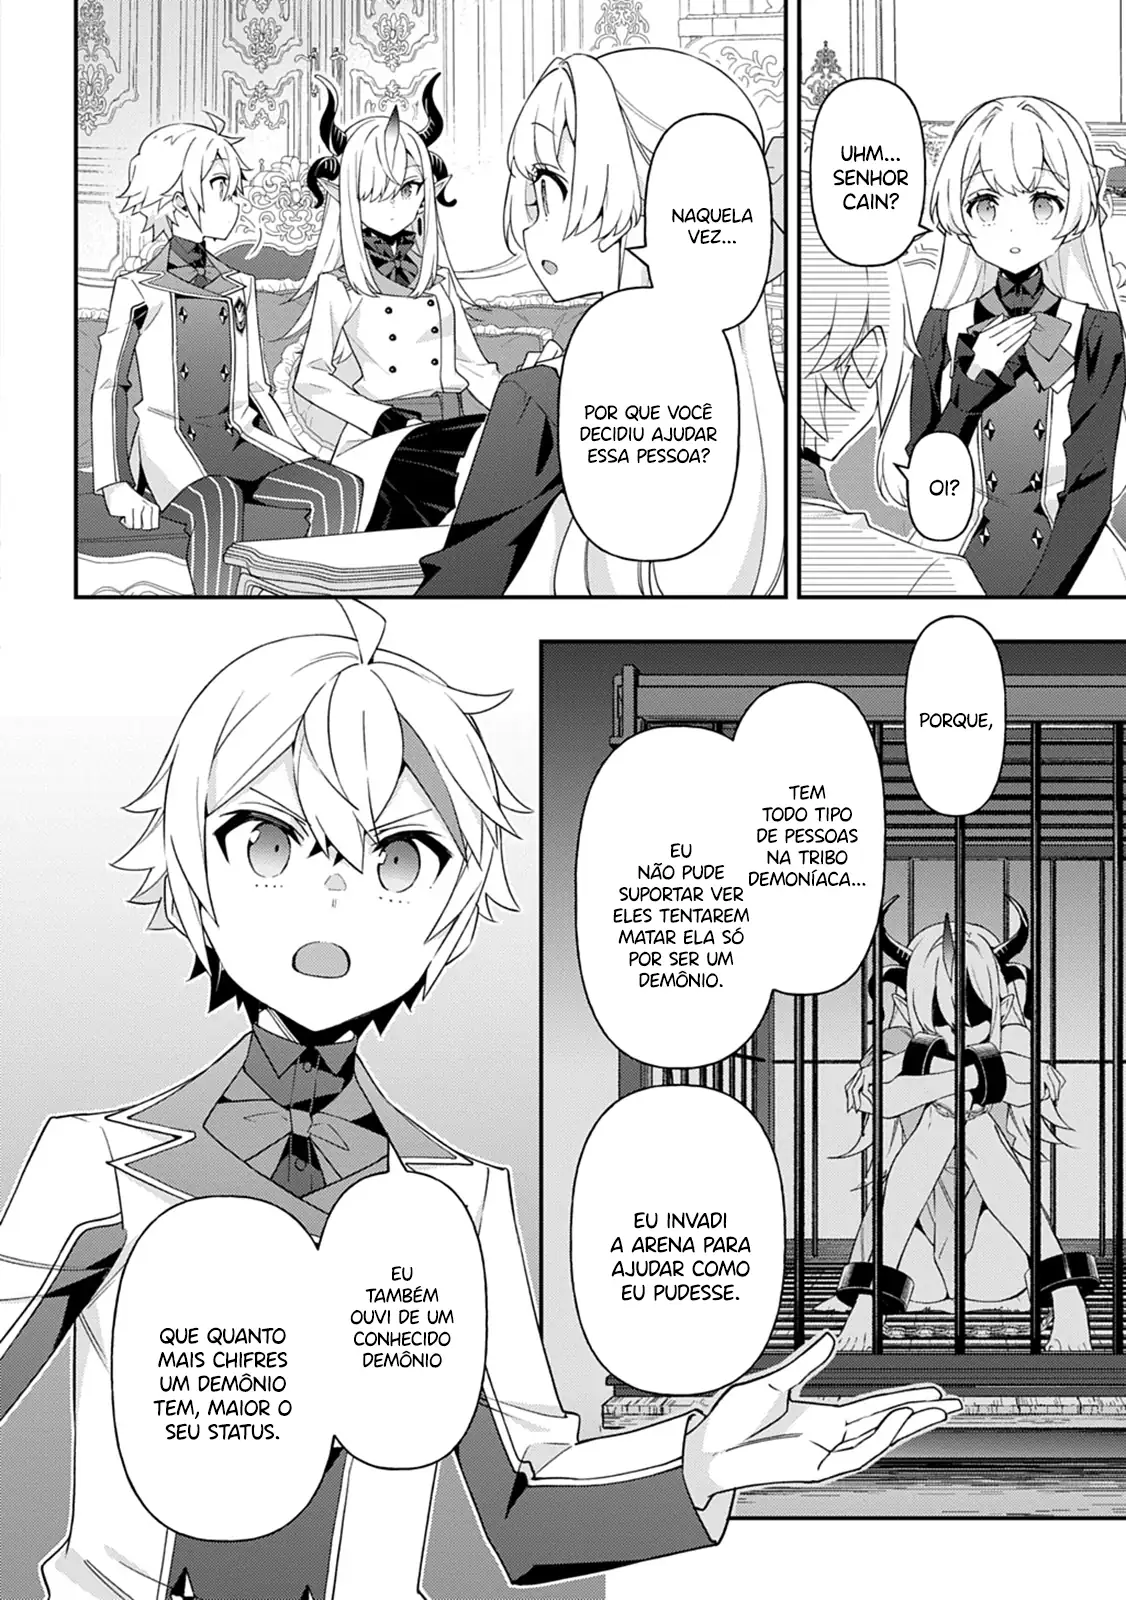 UHM...
SENHOR
CAIN?
OI?
NAQUELA
VEZ...
POR QUE VOCÊ
DECIDIU AJUDAR
ESSA PESSOA?
PORQUE,
TEM
TODO TIPO
DE PESSOAS
NA TRIBO
DEMONÍACA...
EU
NÃO PUDE
SUPORTAR VER
ELES TENTAREM
MATAR ELA SÓ
POR SER UM
DEMÔNIO.
EU INVADI
A ARENA PARA
AJUDAR COMO
EU PUDESSE.
EU
TAMBÉM
OUVI DE UM
CONHECIDO
DEMÔNIO
QUE QUANTO
MAIS CHIFRES
UM DEMÔNIO
TEM, MAIOR O
SEU STATUS.